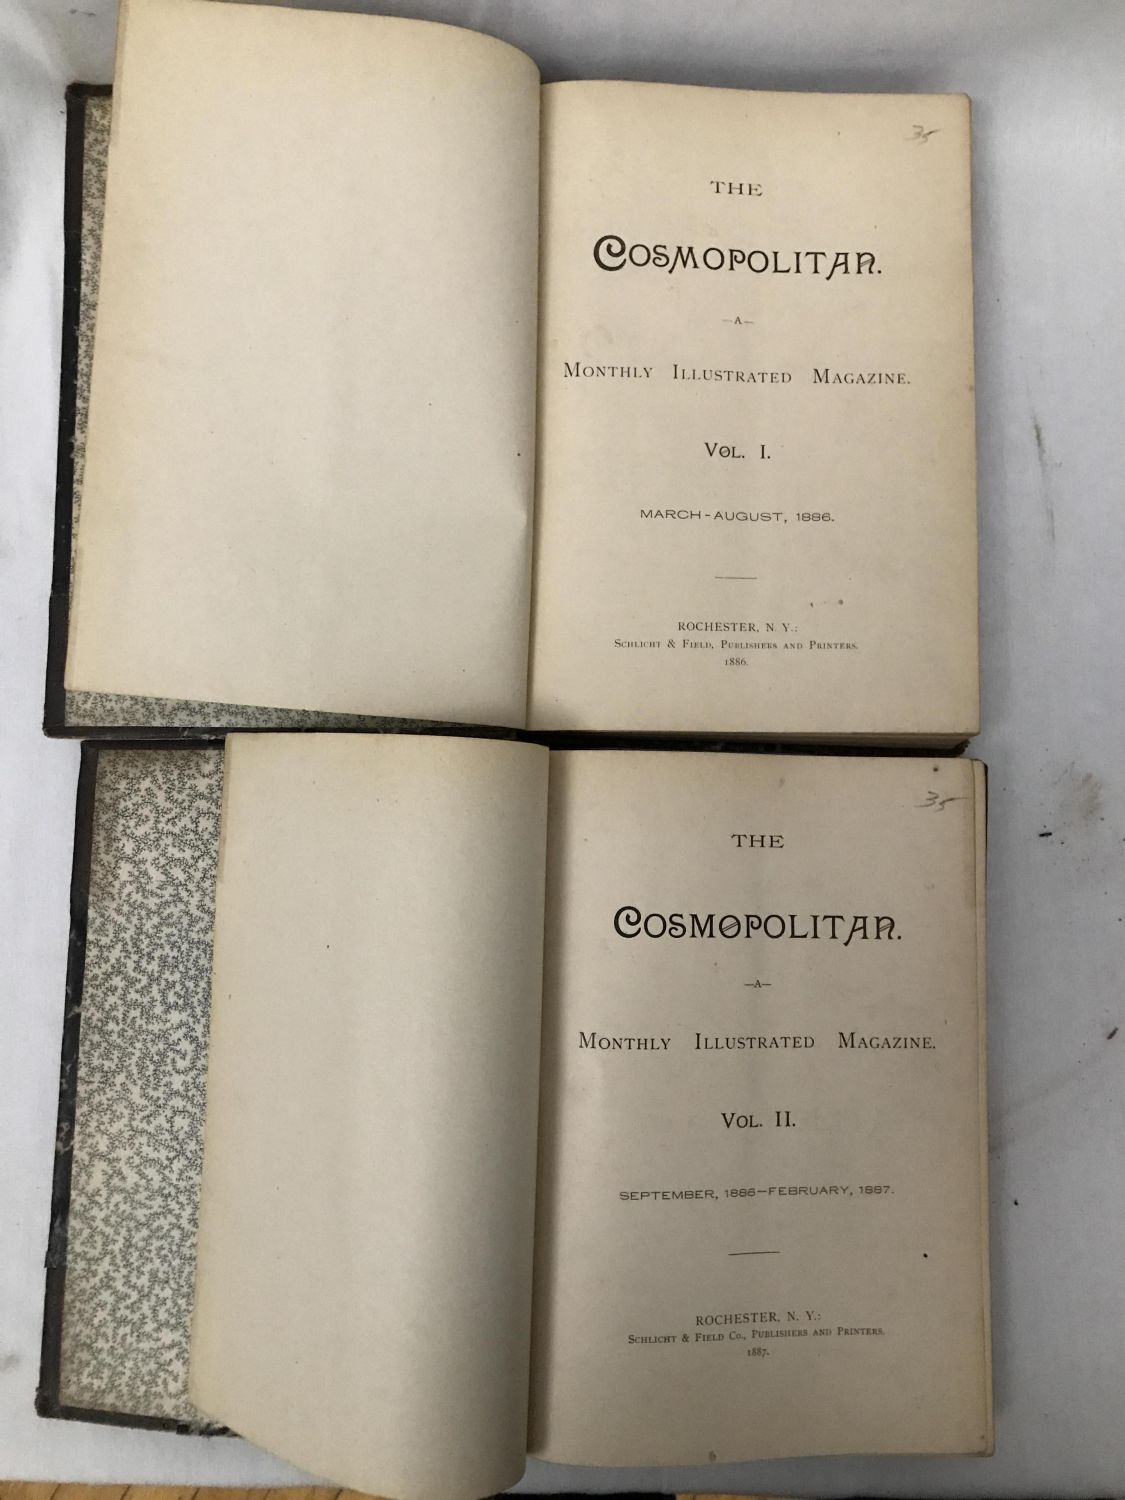 35
THE
COSMOPOLITAN.
—A—
MONTHLY ILLUSTRATED MAGAZINE.
VOL. I.
MARCH-AUGUST, 1886.
ROCHESTER, N. Y.:
SCHLICHT & FIELD, PUBLISHERS AND PRINTERS.
1886.
35
THE
COSMOPOLITAN.
—A—
MONTHLY ILLUSTRATED MAGAZINE.
VOL. II.
SEPTEMBER, 1886—FEBRUARY, 1887.
ROCHESTER, N. Y.:
SCHLICHT & FIELD CO., PUBLISHERS AND PRINTERS.
1887.